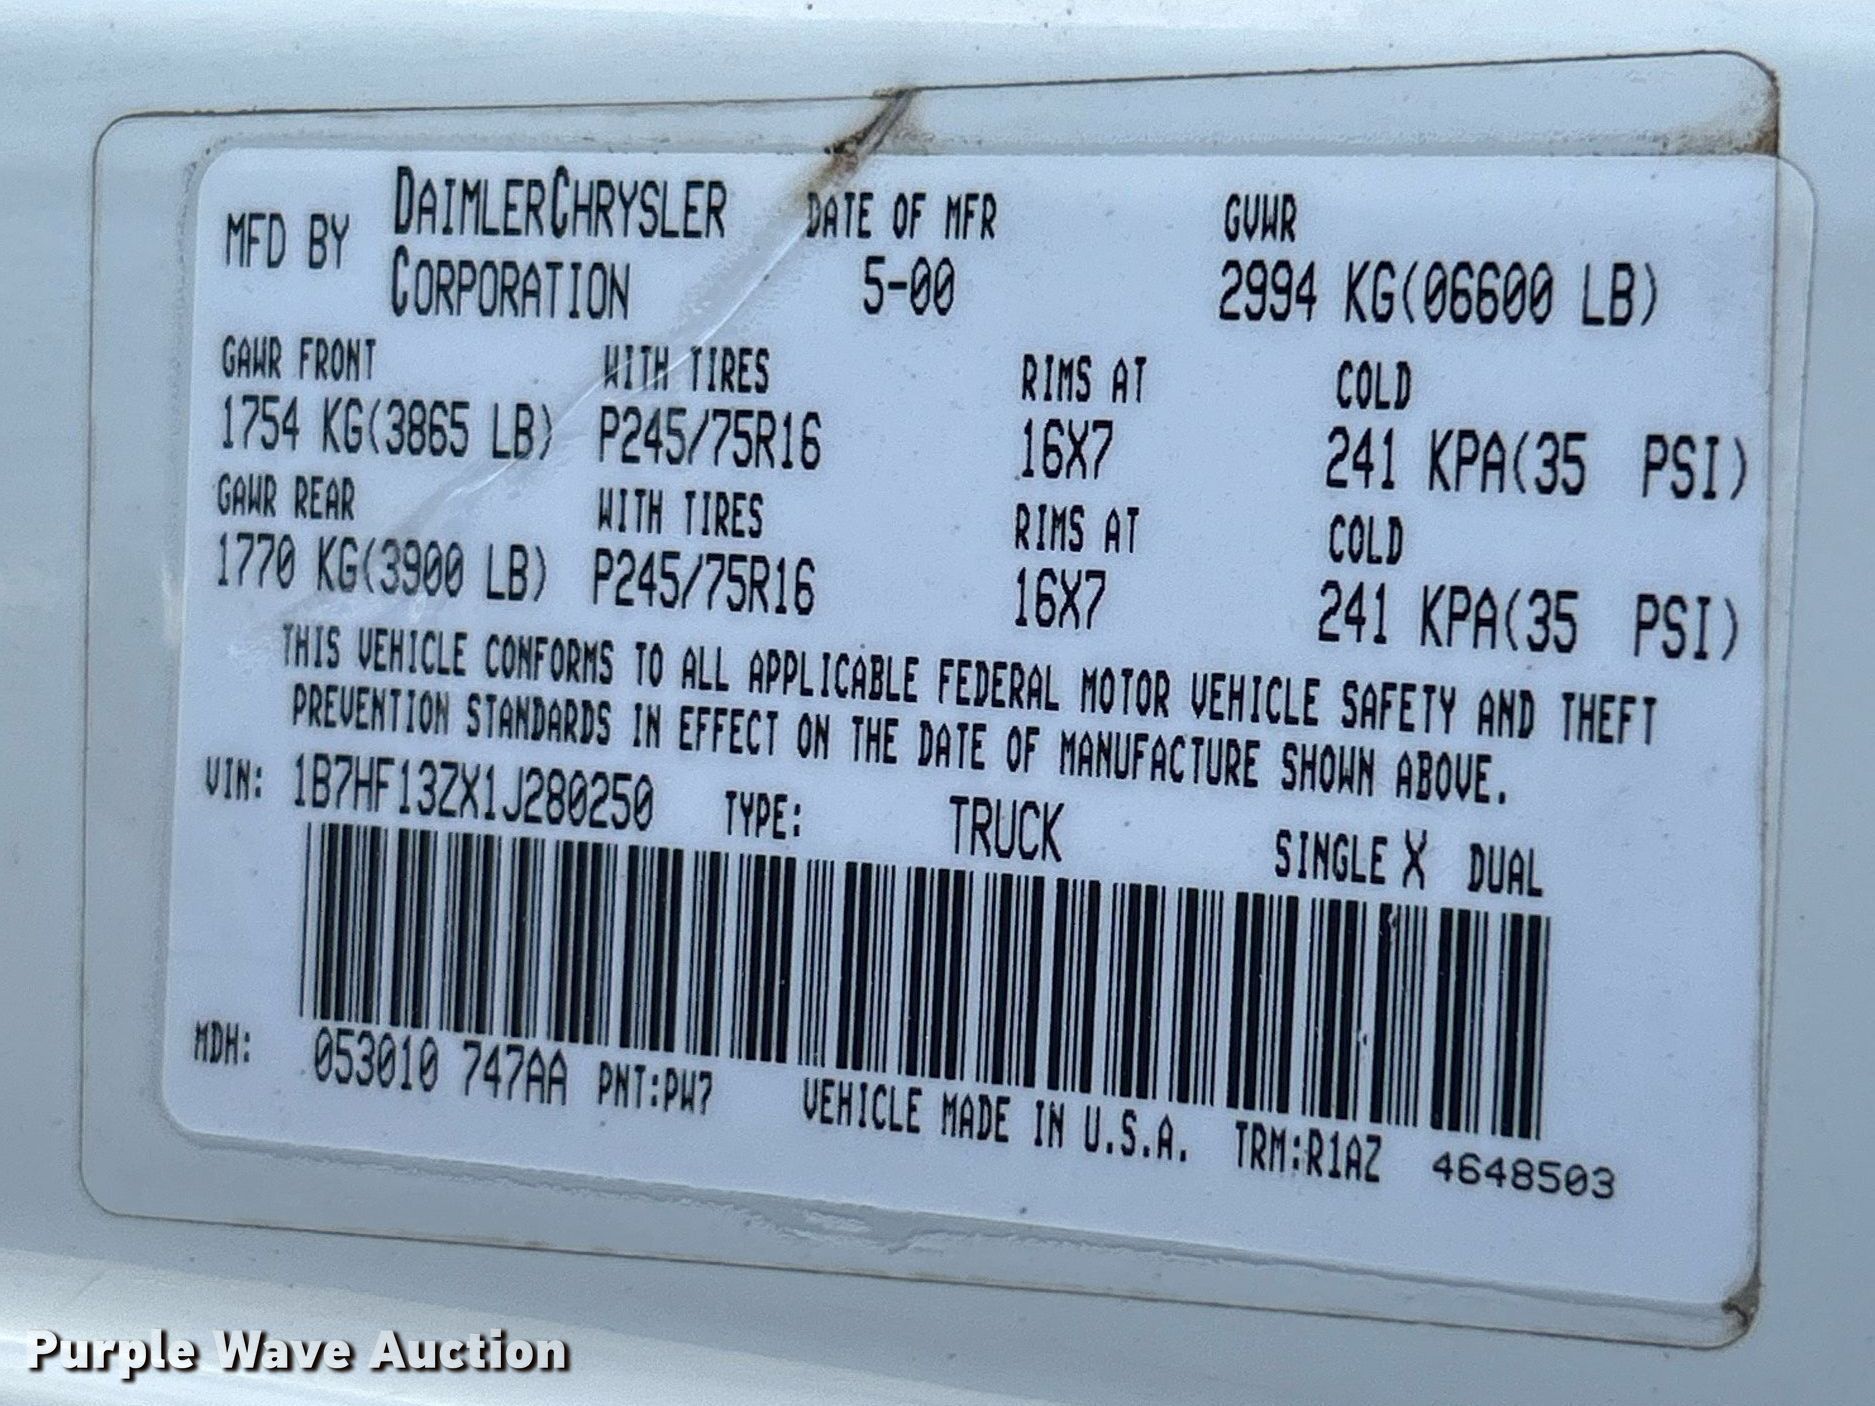 MFD BY DAIMLERCHRYSLER CORPORATION DATE OF MFR 5-00 GVWR 2994 KG(06600 LB)
GAWR FRONT WITH TIRES RIMS AT COLD
1754 KG(3865 LB) P245/75R16 16X7 241 KPA(35 PSI)
GAWR REAR WITH TIRES RIMS AT COLD
1770 KG(3900 LB) P245/75R16 16X7 241 KPA(35 PSI)
THIS VEHICLE CONFORMS TO ALL APPLICABLE FEDERAL MOTOR VEHICLE SAFETY AND THEFT
PREVENTION STANDARDS IN EFFECT ON THE DATE OF MANUFACTURE SHOWN ABOVE.
VIN: 1B7HF13ZX1J280250 TYPE: TRUCK SINGLE X DUAL
MDH: 053010 747AA PNT:PW7 VEHICLE MADE IN U.S.A. TRM:R1AZ 4648503
Purple Wave Auction